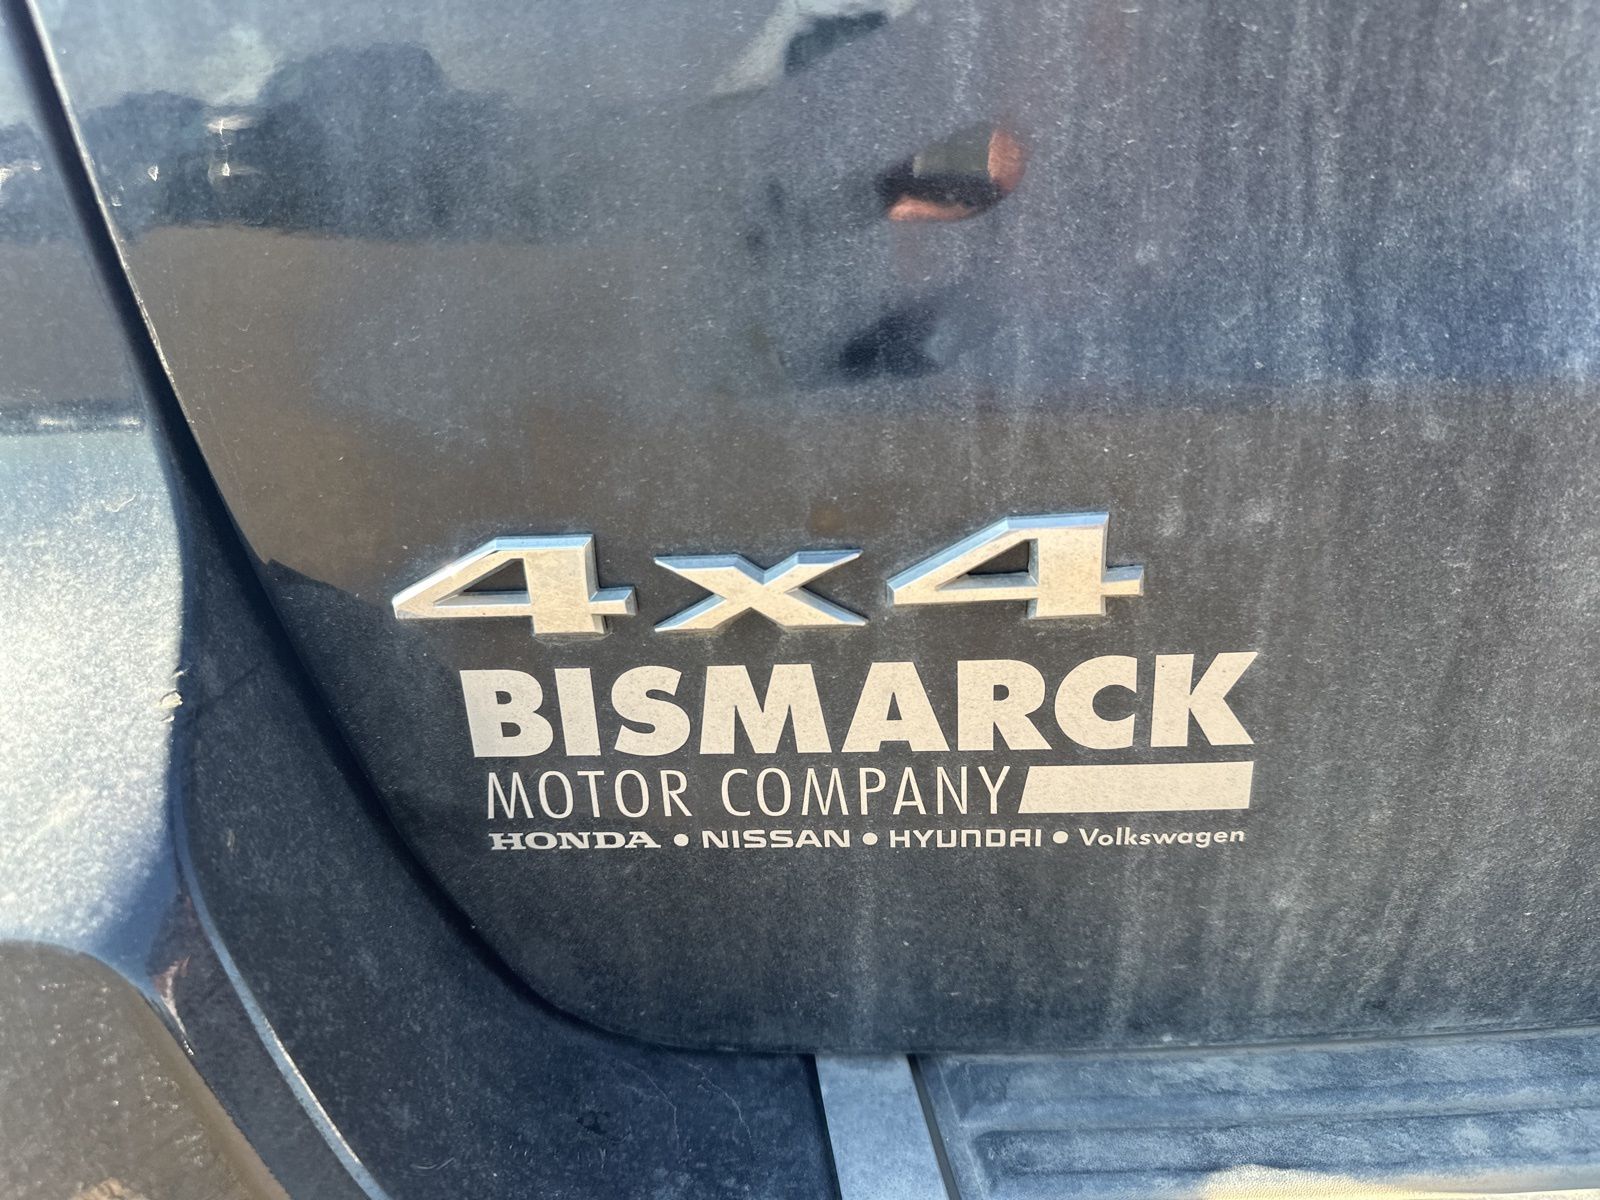 4x4
BISMARCK
MOTOR COMPANY
HONDA • NISSAN • HYUNDAI • Volkswagen